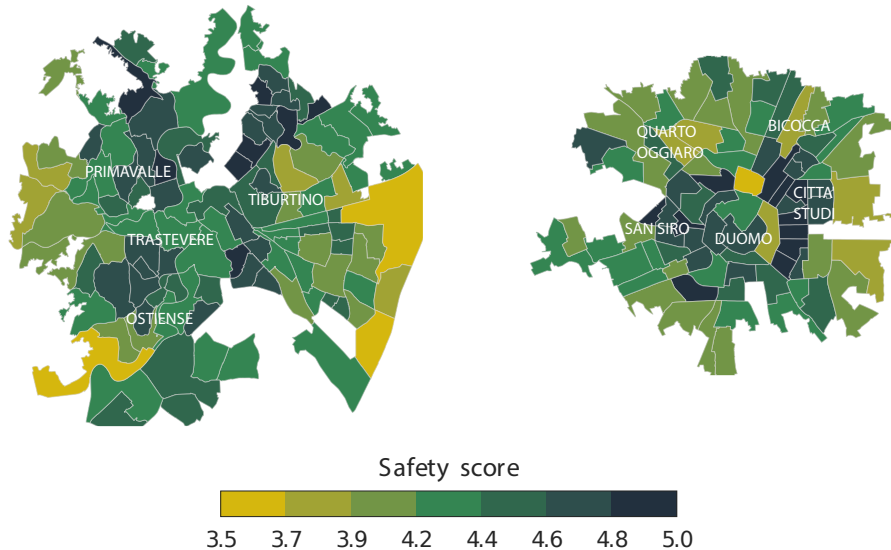 PRIMAVALLE
TIBURTINO
TRASTEVERE
OSTIENSE
QUARTO
OGGIARO
BICOCCA
CITTA'
STUDI
SAN SIRO
DUOMO
Safety score
3.5 3.7 3.9 4.2 4.4 4.6 4.8 5.0